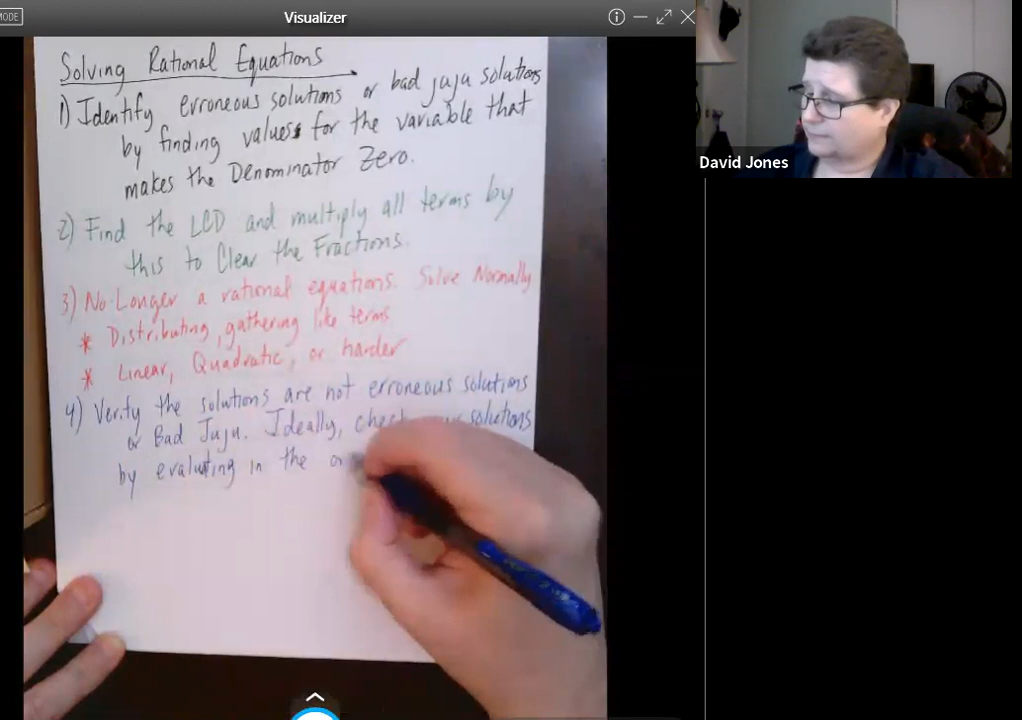 MODE
Visualizer
Solving Rational Equations
1) Identify erroneous solutions or bad juju solutions
by finding values for the variable that
makes the Denominator Zero.
2) Find the LCD and multiply all terms by
this to Clear the Fractions.
3) No Longer a rational equations. Solve Normally
* Distributing, gathering like terms
* Linear, Quadratic, or harder
4) Verify the solutions are not erroneous solutions
or Bad Juju. Ideally, check solutions
by evaluating in the
David Jones